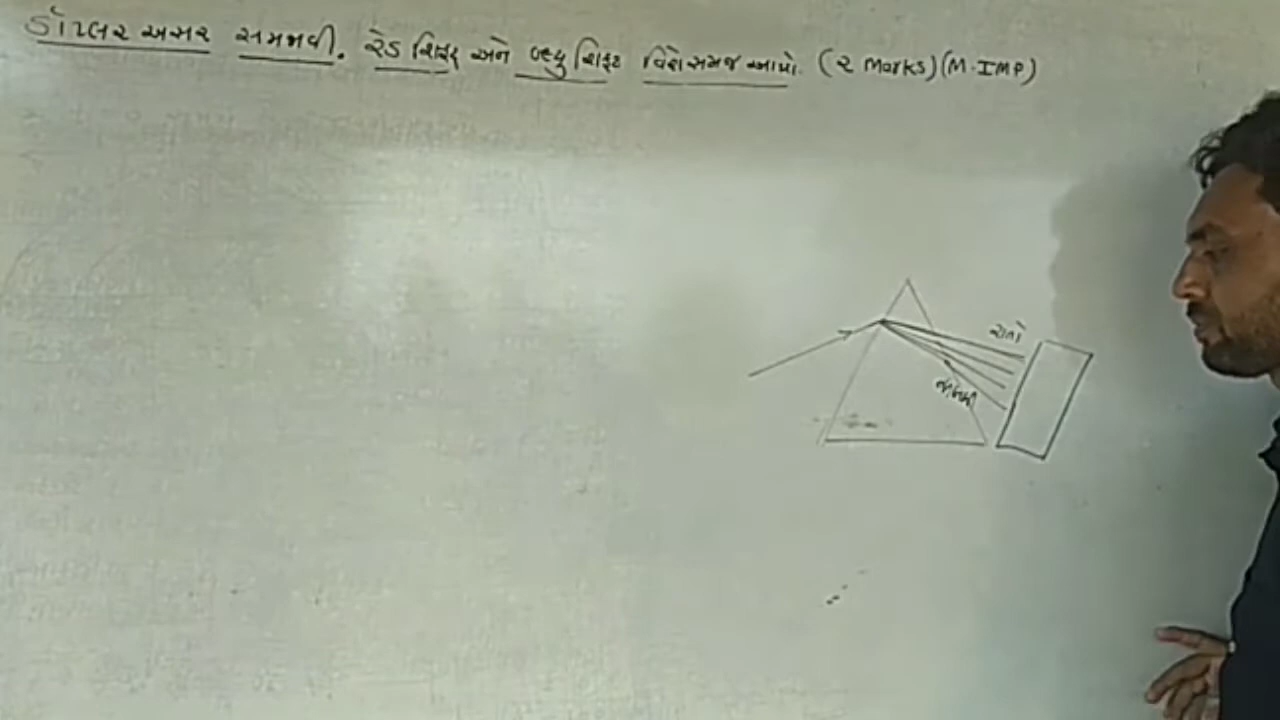 ડૉપ્લર અસર સમજાવી. રેડ શિફ્ટ અને બ્લ્યુ શિફ્ટ વિશે સમજ આપો. (2 Marks) (M. IMP)
રાતો
જાંબલી